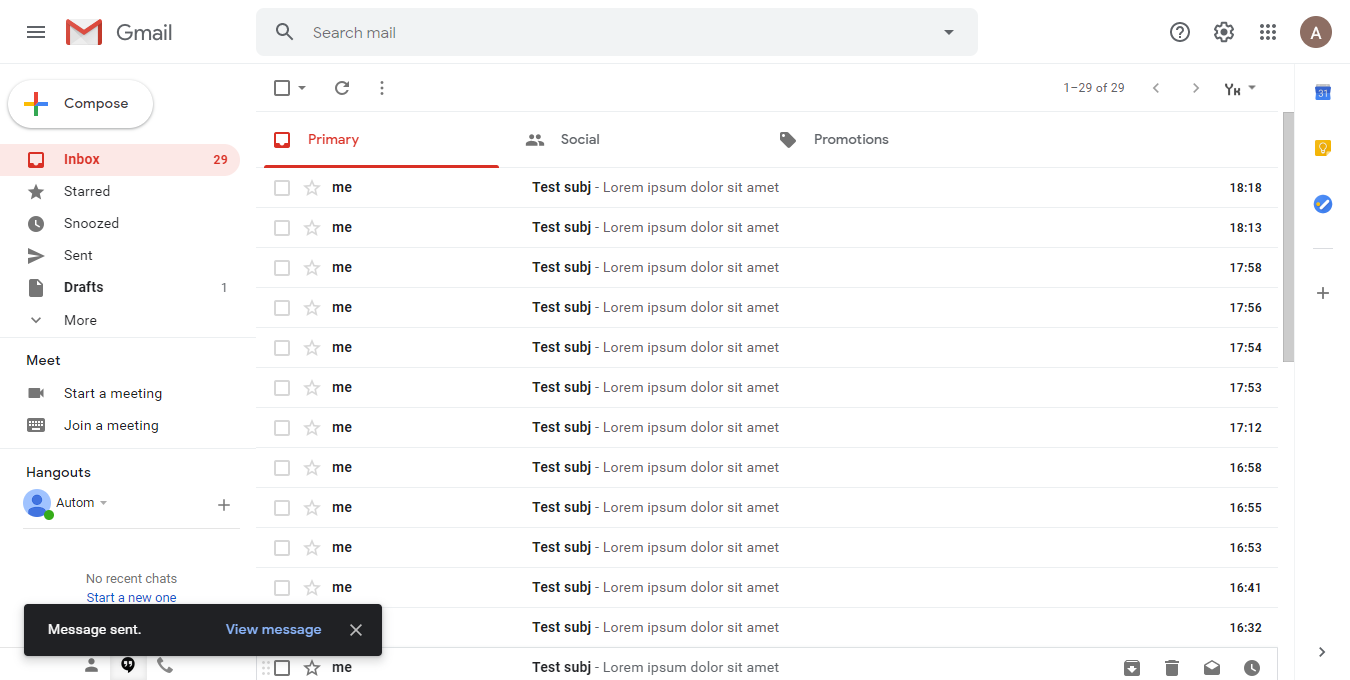 Gmail
Search mail
A
Compose
1–29 of 29
31
Primary
Social
Promotions
Inbox 29
Starred
Snoozed
Sent
Drafts 1
More
Meet
Start a meeting
Join a meeting
Hangouts
Autom
No recent chats
Start a new one
Message sent. View message
me Test subj - Lorem ipsum dolor sit amet 18:18
me Test subj - Lorem ipsum dolor sit amet 18:13
me Test subj - Lorem ipsum dolor sit amet 17:58
me Test subj - Lorem ipsum dolor sit amet 17:56
me Test subj - Lorem ipsum dolor sit amet 17:54
me Test subj - Lorem ipsum dolor sit amet 17:53
me Test subj - Lorem ipsum dolor sit amet 17:12
me Test subj - Lorem ipsum dolor sit amet 16:58
me Test subj - Lorem ipsum dolor sit amet 16:55
me Test subj - Lorem ipsum dolor sit amet 16:53
me Test subj - Lorem ipsum dolor sit amet 16:41
Test subj - Lorem ipsum dolor sit amet 16:32
me Test subj - Lorem ipsum dolor sit amet